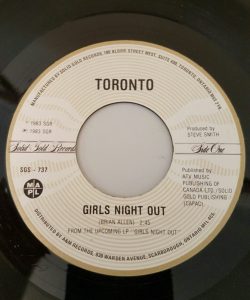 MANUFACTURED BY SOLID GOLD RECORDS, 180 BLOOR STREET WEST, SUITE 400, TORONTO, ONTARIO M5S 2V6
TORONTO
℗ 1983 SGR
© 1983 SGR
Produced by
STEVE SMITH
Solid Gold Records
Side One
SGS - 737
MAPL
Published by
ATV MUSIC
PUBLISHING OF
CANADA LTD./ SOLID
GOLD PUBLISHING
(CAPAC)
GIRLS NIGHT OUT
(BRIAN ALLEN) 2:45
FROM THE UPCOMING LP "GIRLS NIGHT OUT"
DISTRIBUTED BY A&M RECORDS, 939 WARDEN AVENUE, SCARBOROUGH, ONTARIO M1L 4C5